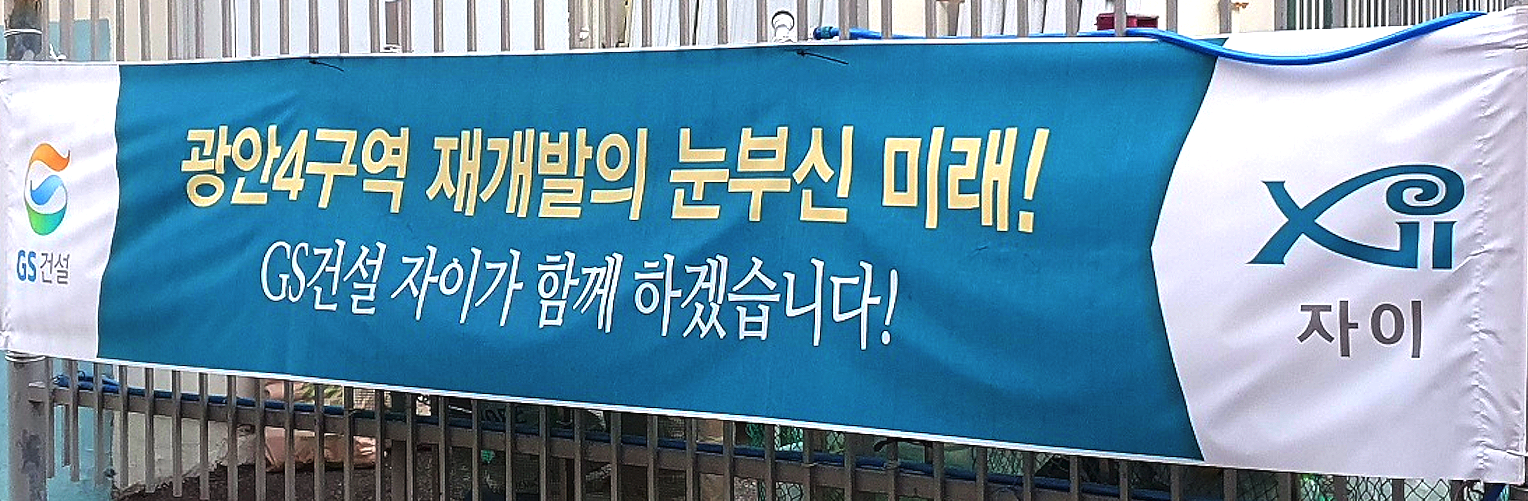 광안4구역 재개발의 눈부신 미래!
GS건설 자이가 함께 하겠습니다!
GS건설
Xi
자이